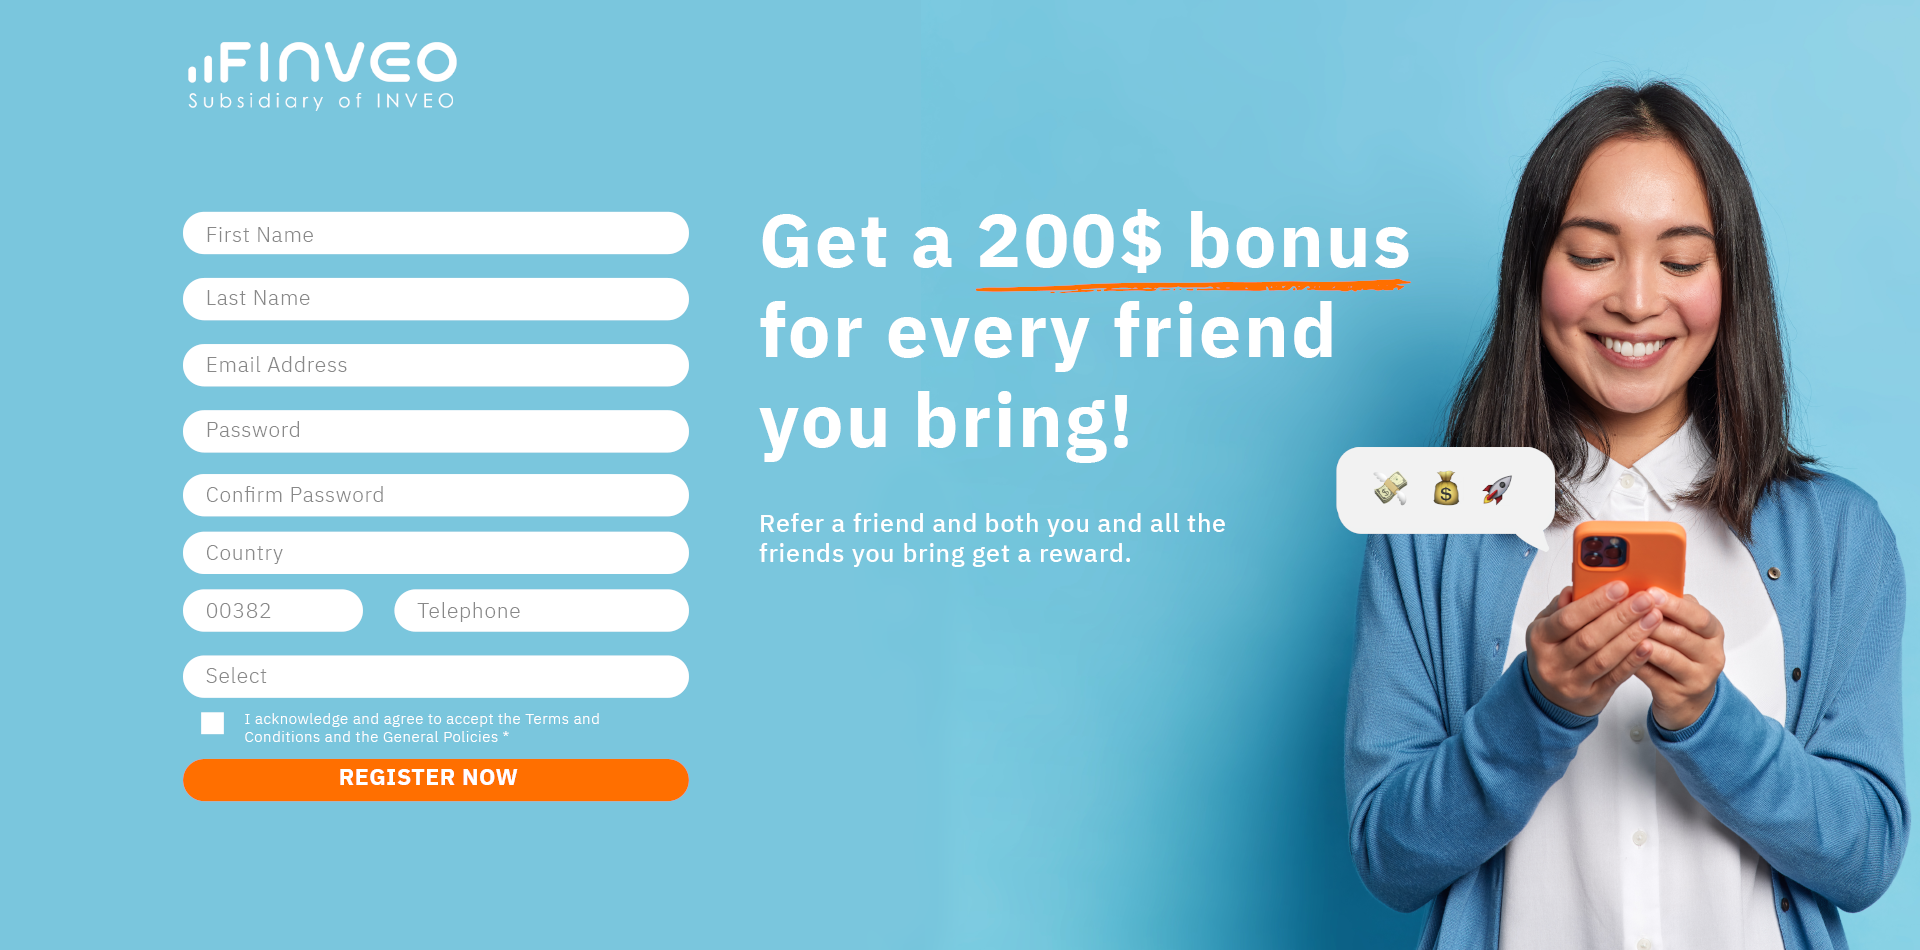 FINVEO
Subsidiary of INVEO
First Name
Last Name
Email Address
Password
Confirm Password
Country
00382
Telephone
Select
I acknowledge and agree to accept the Terms and
Conditions and the General Policies *
REGISTER NOW
Get a 200$ bonus
for every friend
you bring!
Refer a friend and both you and all the
friends you bring get a reward.